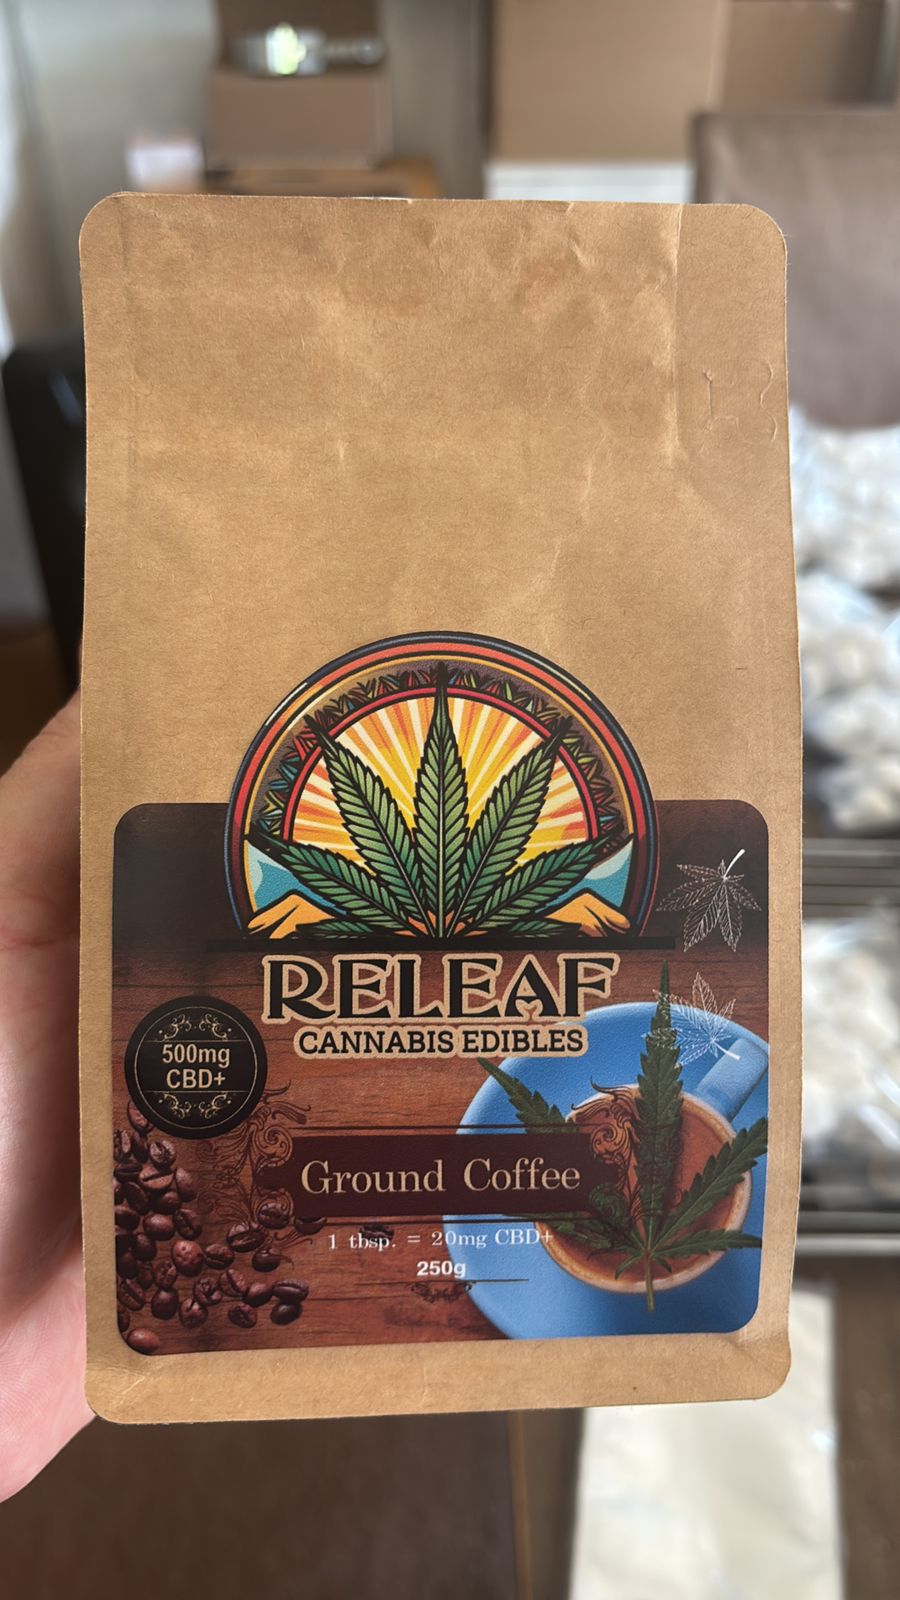 RELEAF
CANNABIS EDIBLES
500mg
CBD+
Ground Coffee
1 tbsp. = 20mg CBD+
250g